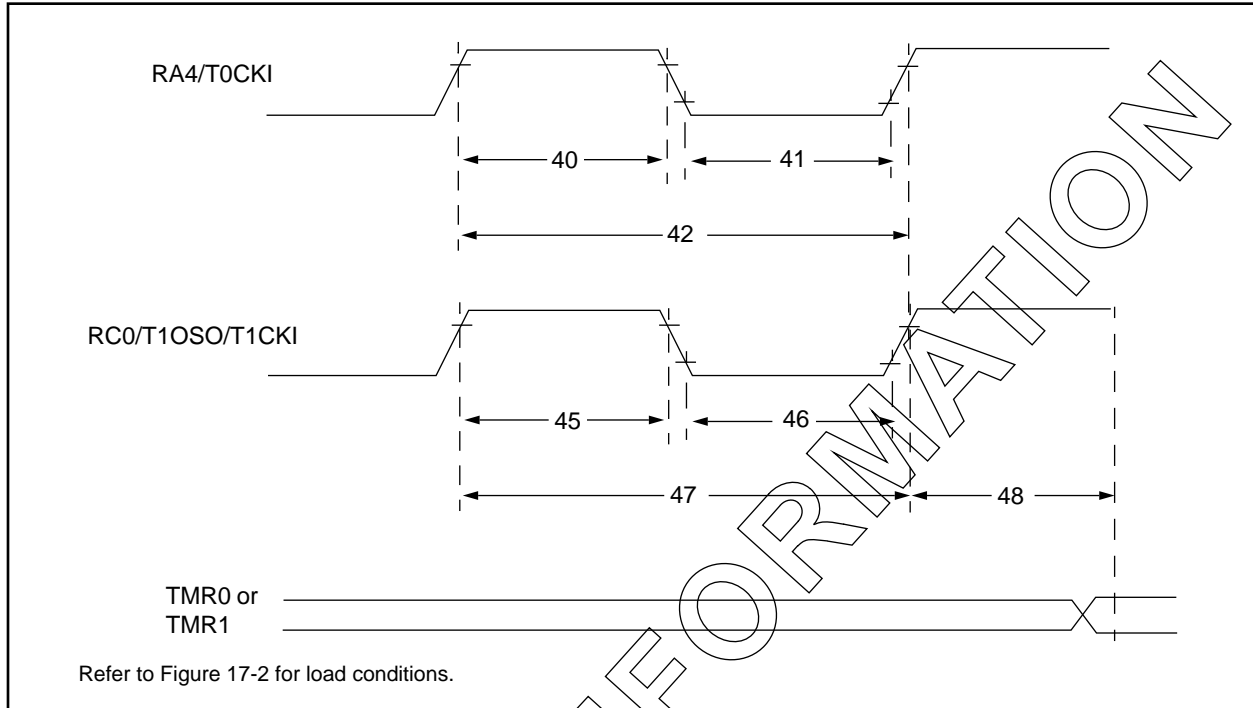 RA4/T0CKI
40
41
42
RC0/T1OSO/T1CKI
45
46
47
48
TMR0 or
TMR1
Refer to Figure 17-2 for load conditions.
FORMATION